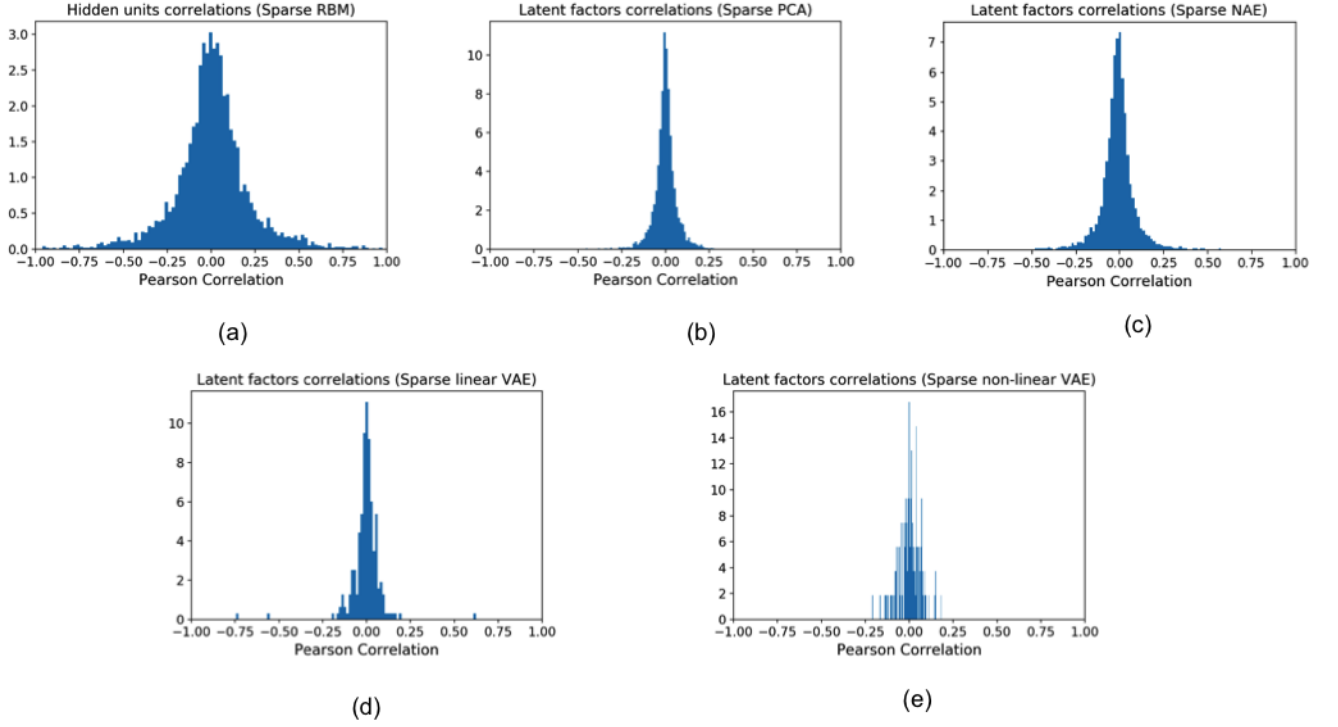 Hidden units correlations (Sparse RBM)
3.0
2.5
2.0
1.5
1.0
0.5
0.0
−1.00 −0.75 −0.50 −0.25 0.00 0.25 0.50 0.75 1.00
Pearson Correlation
(a)
Latent factors correlations (Sparse PCA)
10
8
6
4
2
0
−1.00 −0.75 −0.50 −0.25 0.00 0.25 0.50 0.75 1.00
Pearson Correlation
(b)
Latent factors correlations (Sparse NAE)
7
6
5
4
3
2
1
0
−1.00 −0.75 −0.50 −0.25 0.00 0.25 0.50 0.75 1.00
Pearson Correlation
(c)
Latent factors correlations (Sparse linear VAE)
10
8
6
4
2
0
−1.00 −0.75 −0.50 −0.25 0.00 0.25 0.50 0.75 1.00
Pearson Correlation
(d)
Latent factors correlations (Sparse non-linear VAE)
16
14
12
10
8
6
4
2
0
−1.00 −0.75 −0.50 −0.25 0.00 0.25 0.50 0.75 1.00
Pearson Correlation
(e)